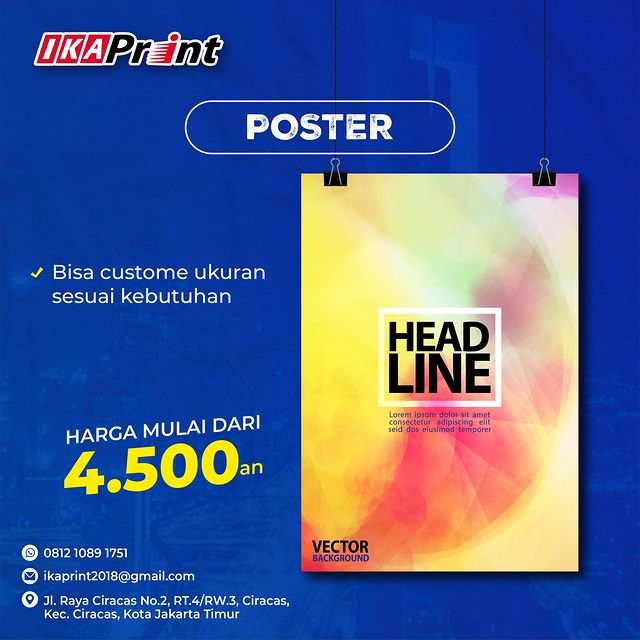 IKAPrint
POSTER
Bisa custome ukuran
sesuai kebutuhan
HEAD
LINE
Lorem ipsum dolor sit amet
consectetur adipiscing elit
seid dos eiusimod temporer
HARGA MULAI DARI
4.500an
VECTOR
BACKGROUND
0812 1089 1751
ikaprint2018@gmail.com
Jl. Raya Ciracas No.2, RT.4/RW.3, Ciracas,
Kec. Ciracas, Kota Jakarta Timur